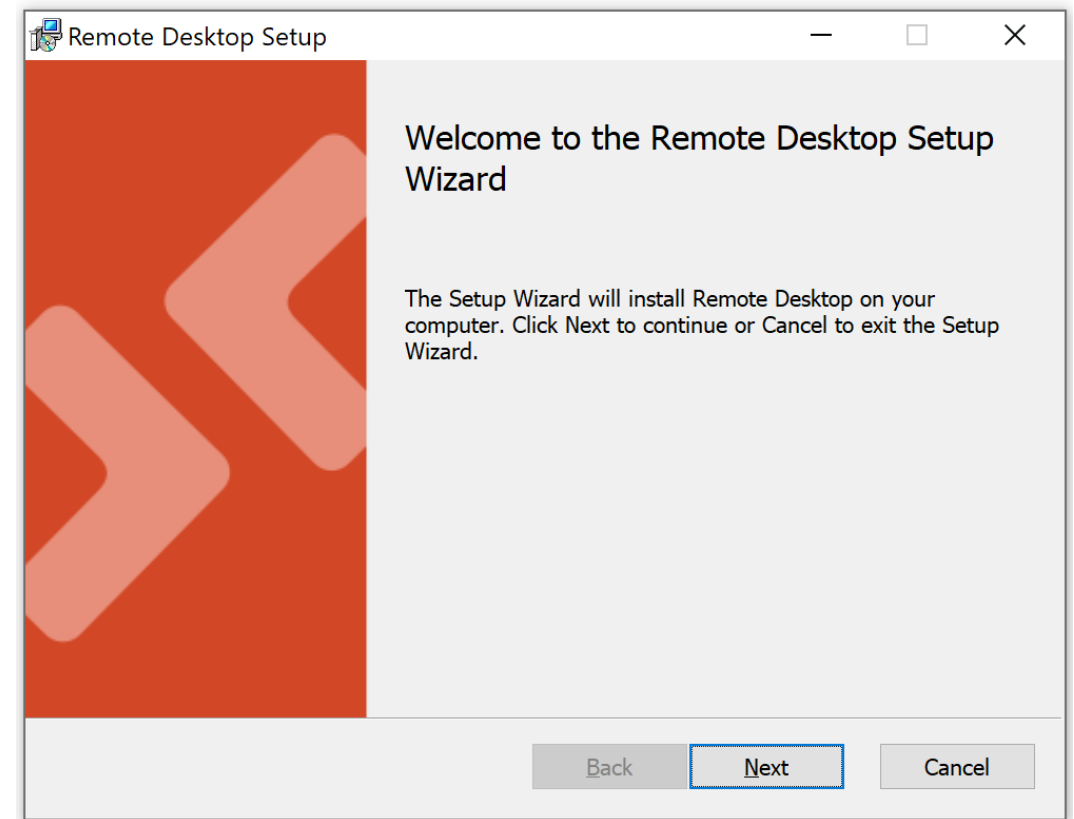 Remote Desktop Setup
Welcome to the Remote Desktop Setup
Wizard
The Setup Wizard will install Remote Desktop on your
computer. Click Next to continue or Cancel to exit the Setup
Wizard.
Back Next Cancel